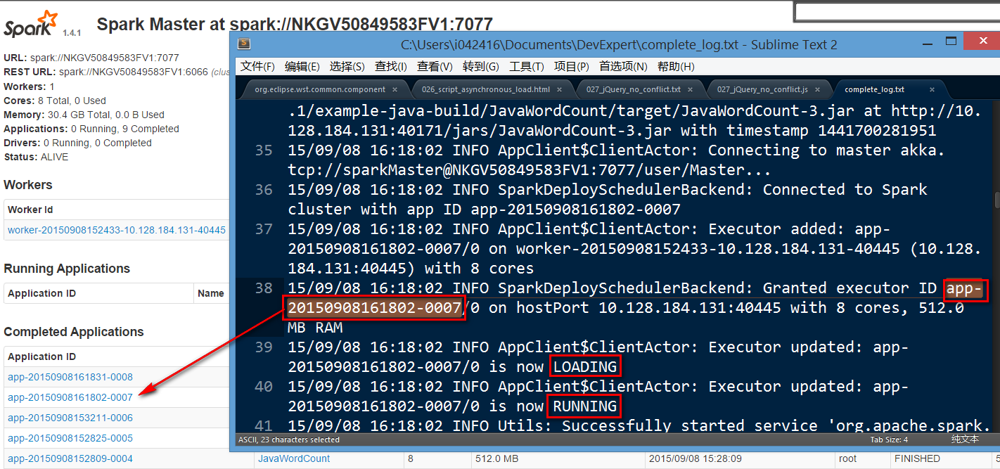 Spark 1.4.1 Spark Master at spark://NKGV50849583FV1:7077
URL: spark://NKGV50849583FV1:7077
REST URL: spark://NKGV50849583FV1:6066 (clus
Workers: 1
Cores: 8 Total, 0 Used
Memory: 30.4 GB Total, 0.0 B Used
Applications: 0 Running, 9 Completed
Drivers: 0 Running, 0 Completed
Status: ALIVE
Workers
Worker Id
worker-20150908152433-10.128.184.131-40445
Running Applications
Application ID Name
Completed Applications
Application ID
app-20150908161831-0008
app-20150908161802-0007
app-20150908153211-0006
app-20150908152825-0005
app-20150908152809-0004 JavaWordCount 8 512.0 MB 2015/09/08 15:28:09 root FINISHED 5
C:\Users\i042416\Documents\DevExpert\complete_log.txt - Sublime Text 2
文件(F) 编辑(E) 选择(S) 查找(I) 查看(V) 转到(G) 工具(T) 项目(P) 首选项(N) 帮助(H)
org.eclipse.wst.common.component × 026_script_asynchronous_load.html × 027_jQuery_no_conflict.txt × 027_jQuery_no_conflict.js × complete_log.txt ×
.1/example-java-build/JavaWordCount/target/JavaWordCount-3.jar at http://10.
128.184.131:40171/jars/JavaWordCount-3.jar with timestamp 1441700281951
35 15/09/08 16:18:02 INFO AppClient$ClientActor: Connecting to master akka.
tcp://sparkMaster@NKGV50849583FV1:7077/user/Master...
36 15/09/08 16:18:02 INFO SparkDeploySchedulerBackend: Connected to Spark
cluster with app ID app-20150908161802-0007
37 15/09/08 16:18:02 INFO AppClient$ClientActor: Executor added: app-
20150908161802-0007/0 on worker-20150908152433-10.128.184.131-40445 (10.128.
184.131:40445) with 8 cores
38 15/09/08 16:18:02 INFO SparkDeploySchedulerBackend: Granted executor ID app-
20150908161802-0007/0 on hostPort 10.128.184.131:40445 with 8 cores, 512.0
MB RAM
39 15/09/08 16:18:02 INFO AppClient$ClientActor: Executor updated: app-
20150908161802-0007/0 is now LOADING
40 15/09/08 16:18:02 INFO AppClient$ClientActor: Executor updated: app-
20150908161802-0007/0 is now RUNNING
41 15/09/08 16:18:02 INFO Utils: Successfully started service 'org.apache.spark.
ASCII, 23 characters selected Tab Size: 4 纯文本